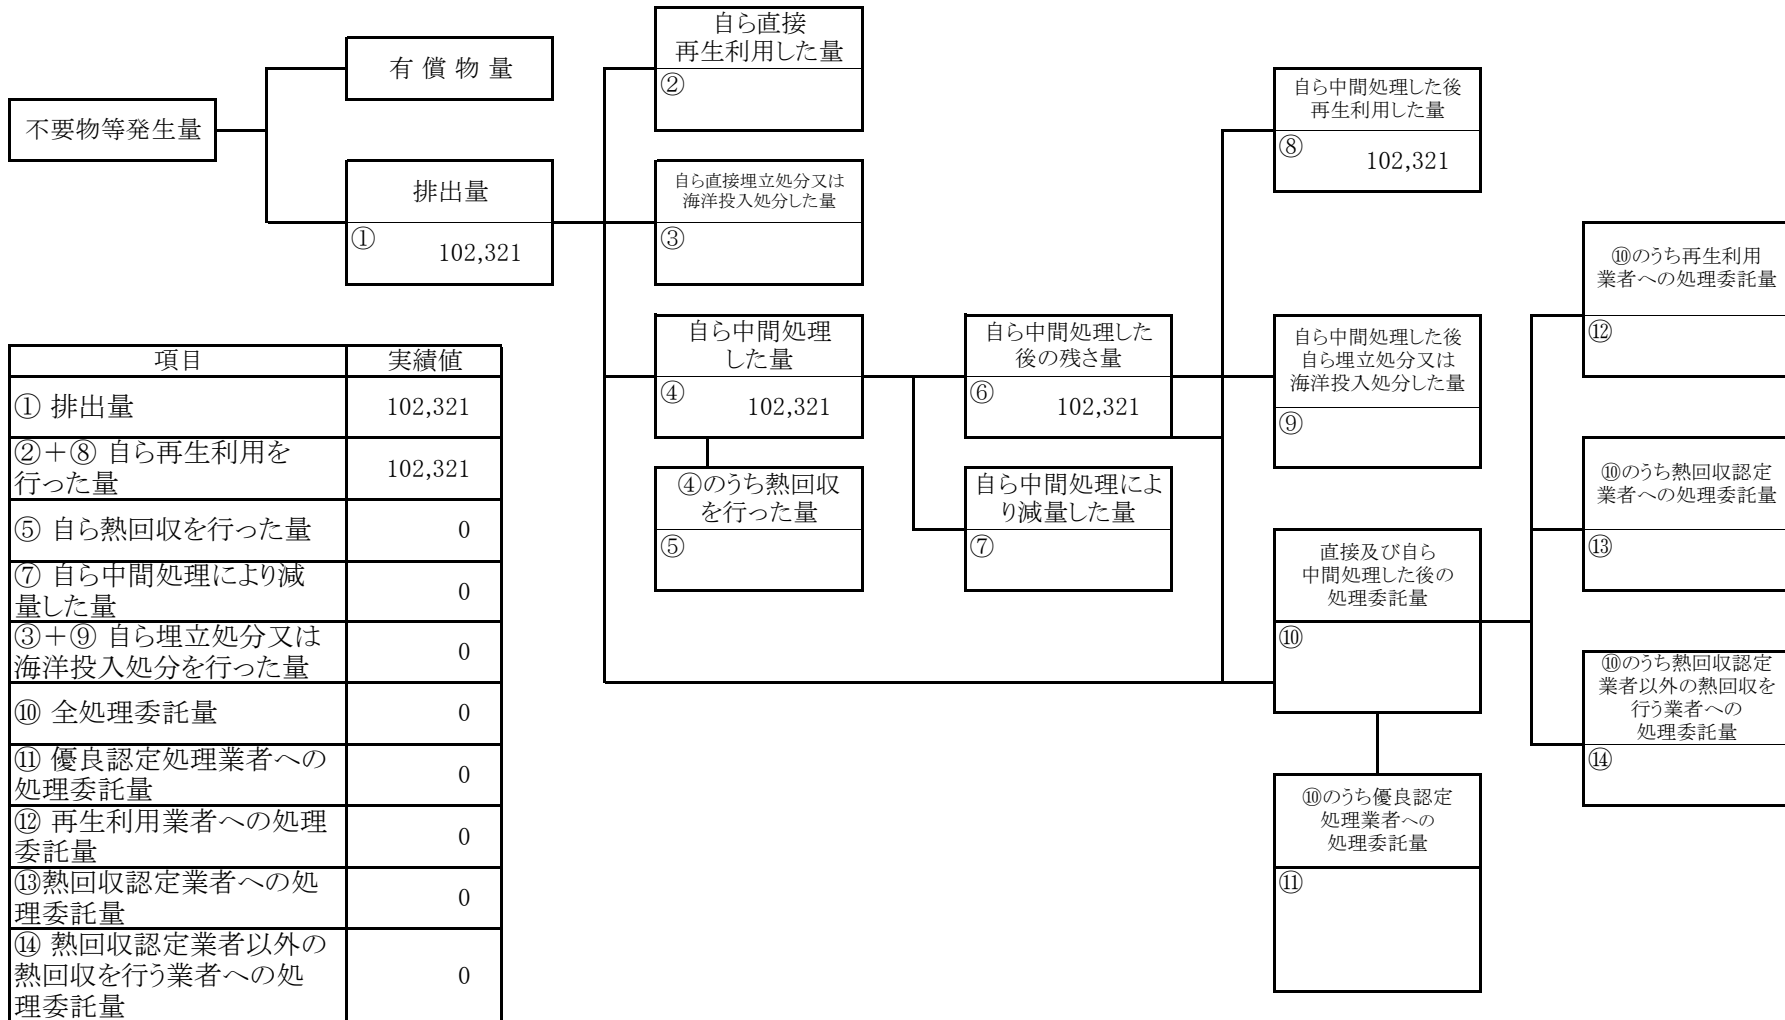 不要物等発生量
有 償 物 量
排出量
①
102,321
自ら直接
再生利用した量
②
自ら直接埋立処分又は
海洋投入処分した量
③
自ら中間処理
した量
④
102,321
④のうち熱回収
を行った量
⑤
自ら中間処理した
後の残さ量
⑥
102,321
自ら中間処理によ
り減量した量
⑦
自ら中間処理した後
再生利用した量
⑧
102,321
自ら中間処理した後
自ら埋立処分又は
海洋投入処分した量
⑨
直接及び自ら
中間処理した後の
処理委託量
⑩
⑩のうち優良認定
処理業者への
処理委託量
⑪
⑩のうち再生利用
業者への処理委託量
⑫
⑩のうち熱回収認定
業者への処理委託量
⑬
⑩のうち熱回収認定
業者以外の熱回収を
行う業者への
処理委託量
⑭
項目 実績値
① 排出量 102,321
②＋⑧ 自ら再生利用を
行った量 102,321
⑤ 自ら熱回収を行った量 0
⑦ 自ら中間処理により減
量した量 0
③＋⑨ 自ら埋立処分又は
海洋投入処分を行った量 0
⑩ 全処理委託量 0
⑪ 優良認定処理業者への
処理委託量 0
⑫ 再生利用業者への処理
委託量 0
⑬熱回収認定業者への処
理委託量 0
⑭ 熱回収認定業者以外の
熱回収を行う業者への処
理委託量 0